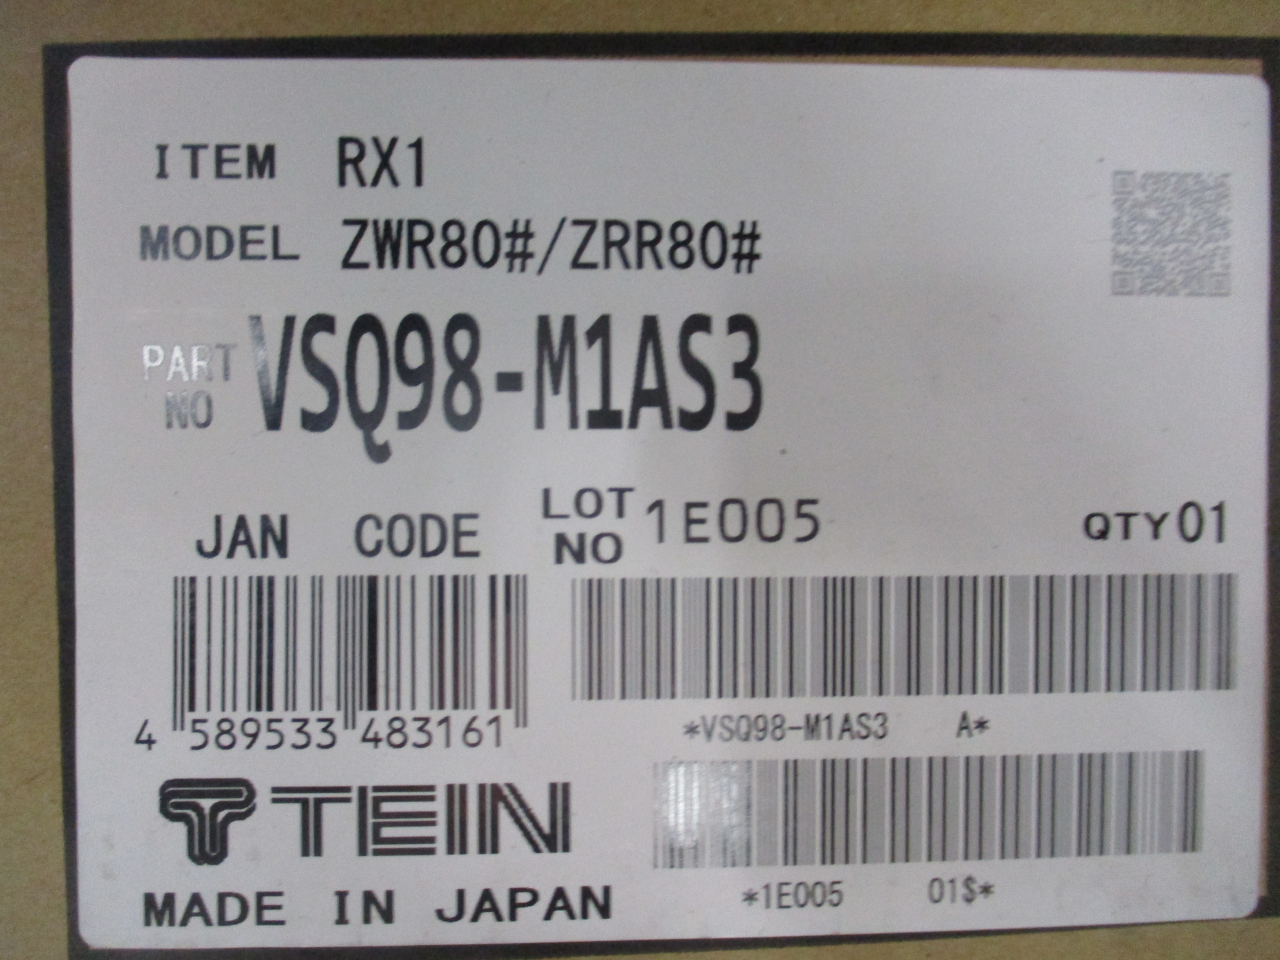 ITEM RX1
MODEL ZWR80#/ZRR80#
PART NO VSQ98-M1AS3
JAN CODE LOT NO 1E005 QTY 01
4 589533 483161
*VSQ98-M1AS3 A*
TEIN
*1E005 01$*
MADE IN JAPAN